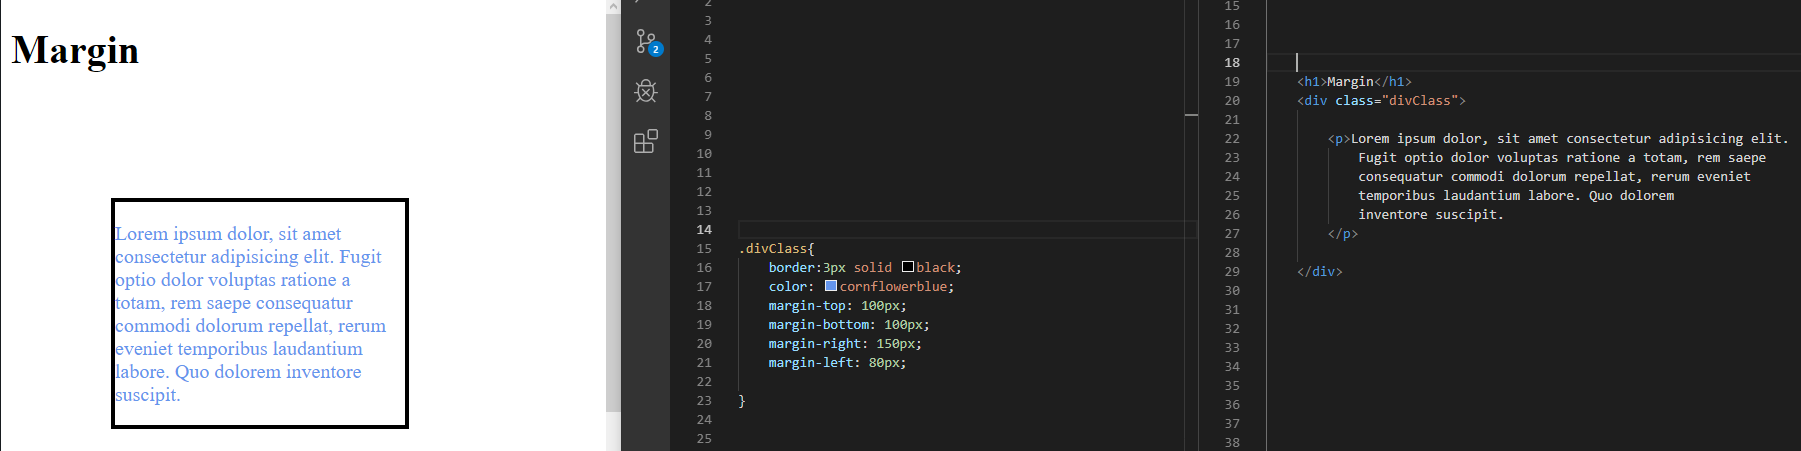 Margin
Lorem ipsum dolor, sit amet
consectetur adipisicing elit. Fugit
optio dolor voluptas ratione a
totam, rem saepe consequatur
commodi dolorum repellat, rerum
eveniet temporibus laudantium
labore. Quo dolorem inventore
suscipit.
2
2
3
4
5
6
7
8
9
10
11
12
13
14
15 .divClass{
16 border:3px solid black;
17 color: cornflowerblue;
18 margin-top: 100px;
19 margin-bottom: 100px;
20 margin-right: 150px;
21 margin-left: 80px;
22
23 }
24
25
15
16
17
18
19 <h1>Margin</h1>
20 <div class="divClass">
21
22 <p>Lorem ipsum dolor, sit amet consectetur adipisicing elit.
23 Fugit optio dolor voluptas ratione a totam, rem saepe
24 consequatur commodi dolorum repellat, rerum eveniet
25 temporibus laudantium labore. Quo dolorem
26 inventore suscipit.
27 </p>
28
29 </div>
30
31
32
33
34
35
36
37
38